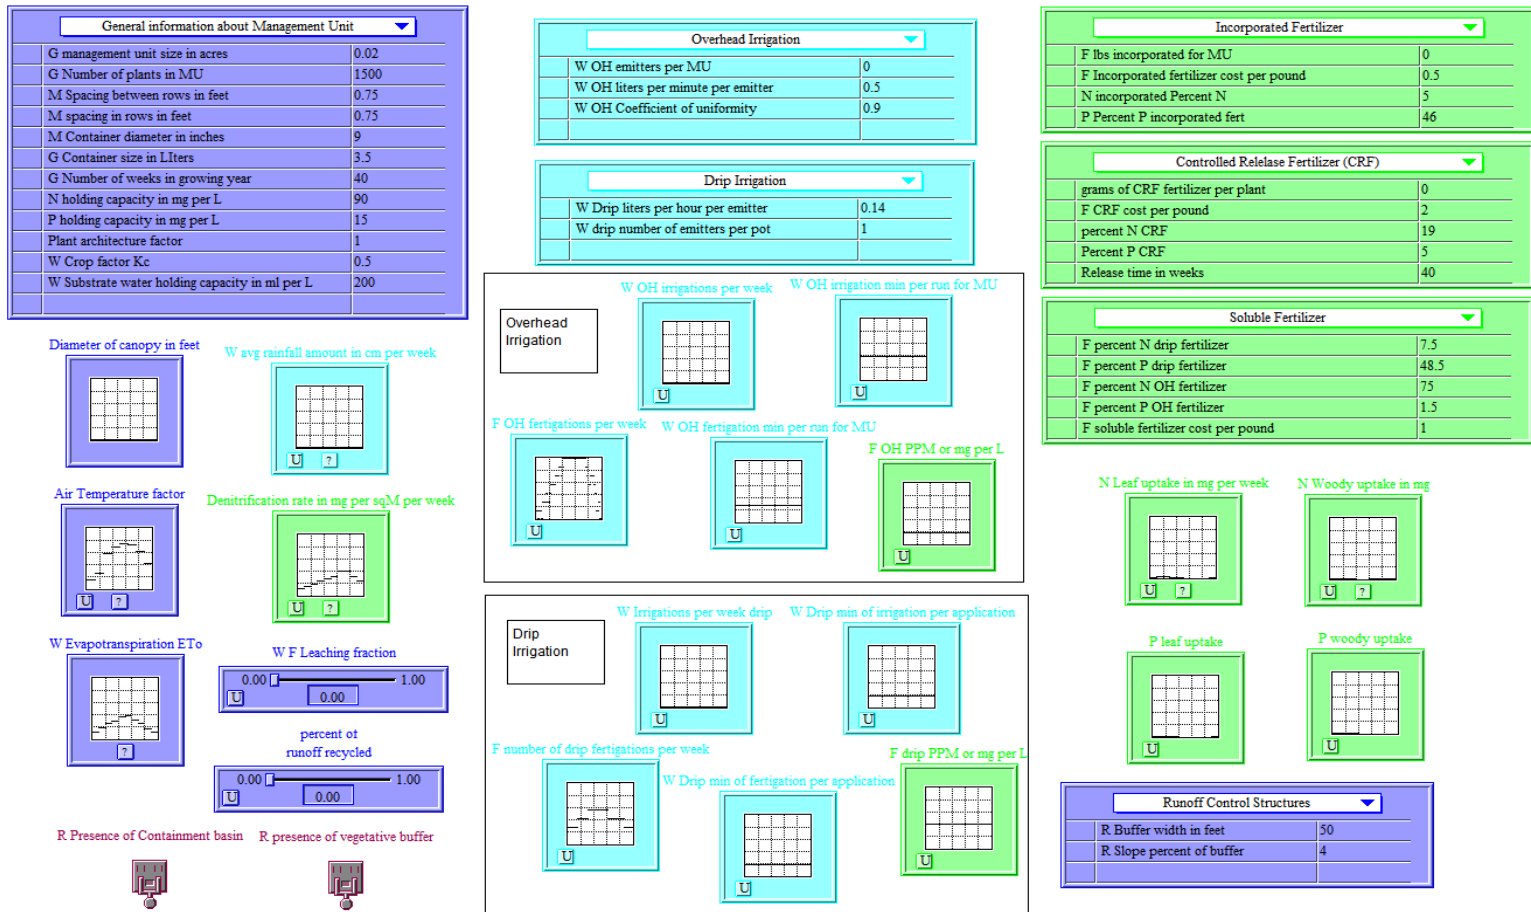 General information about Management Unit
G management unit size in acres 0.02
G Number of plants in MU 1500
M Spacing between rows in feet 0.75
M spacing in rows in feet 0.75
M Container diameter in inches 9
G Container size in LIters 3.5
G Number of weeks in growing year 40
N holding capacity in mg per L 90
P holding capacity in mg per L 15
Plant architecture factor 1
W Crop factor Kc 0.5
W Substrate water holding capacity in ml per L 200
Diameter of canopy in feet
W avg rainfall amount in cm per week
U ?
Air Temperature factor
U ?
Denitrification rate in mg per sqM per week
U ?
W Evapotranspiration ETo
?
W F Leaching fraction
0.00 1.00
U 0.00
percent of
runoff recycled
0.00 1.00
U 0.00
R Presence of Containment basin
R presence of vegetative buffer
Overhead Irrigation
W OH emitters per MU 0
W OH liters per minute per emitter 0.5
W OH Coefficient of uniformity 0.9
Drip Irrigation
W Drip liters per hour per emitter 0.14
W drip number of emitters per pot 1
Overhead
Irrigation
W OH irrigations per week
U
W OH irrigation min per run for MU
U
F OH fertigations per week
U
W OH fertigation min per run for MU
U
F OH PPM or mg per L
U
Drip
Irrigation
W Irrigations per week drip
U
W Drip min of irrigation per application
U
F number of drip fertigations per week
U
W Drip min of fertigation per application
U
F drip PPM or mg per L
U
Incorporated Fertilizer
F lbs incorporated for MU 0
F Incorporated fertilizer cost per pound 0.5
N incorporated Percent N 5
P Percent P incorporated fert 46
Controlled Relelase Fertilizer (CRF)
grams of CRF fertilizer per plant 0
F CRF cost per pound 2
percent N CRF 19
Percent P CRF 5
Release time in weeks 40
Soluble Fertilizer
F percent N drip fertilizer 7.5
F percent P drip fertilizer 48.5
F percent N OH fertilizer 75
F percent P OH fertilizer 1.5
F soluble fertilizer cost per pound 1
N Leaf uptake in mg per week
U ?
N Woody uptake in mg
U ?
P leaf uptake
U
P woody uptake
U
Runoff Control Structures
R Buffer width in feet 50
R Slope percent of buffer 4